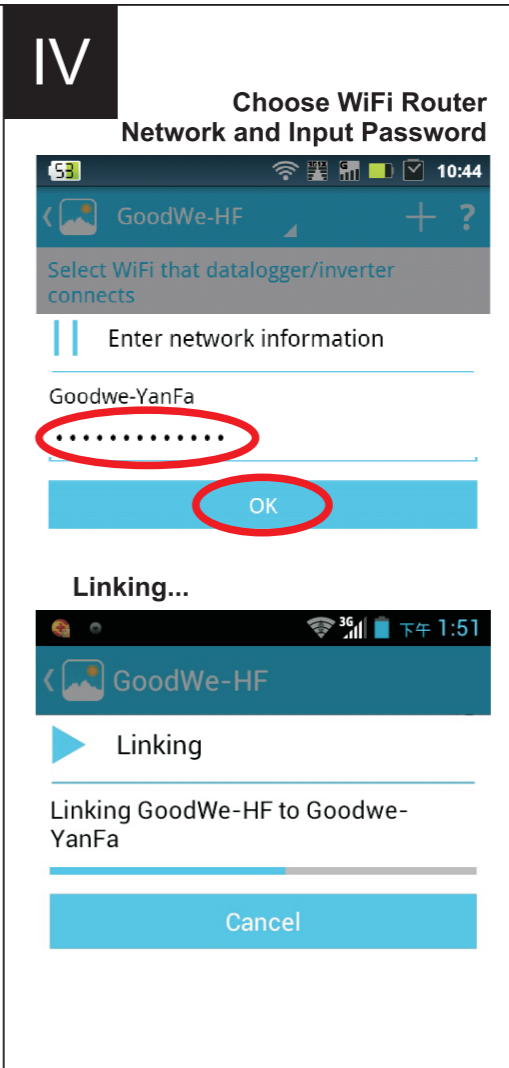 IV
Choose WiFi Router
Network and Input Password
53
10:44
GoodWe-HF
+ ?
Select WiFi that datalogger/inverter
connects
Enter network information
Goodwe-YanFa
•••••••••••••
OK
Linking...
3G
下午 1:51
GoodWe-HF
Linking
Linking GoodWe-HF to Goodwe-
YanFa
Cancel